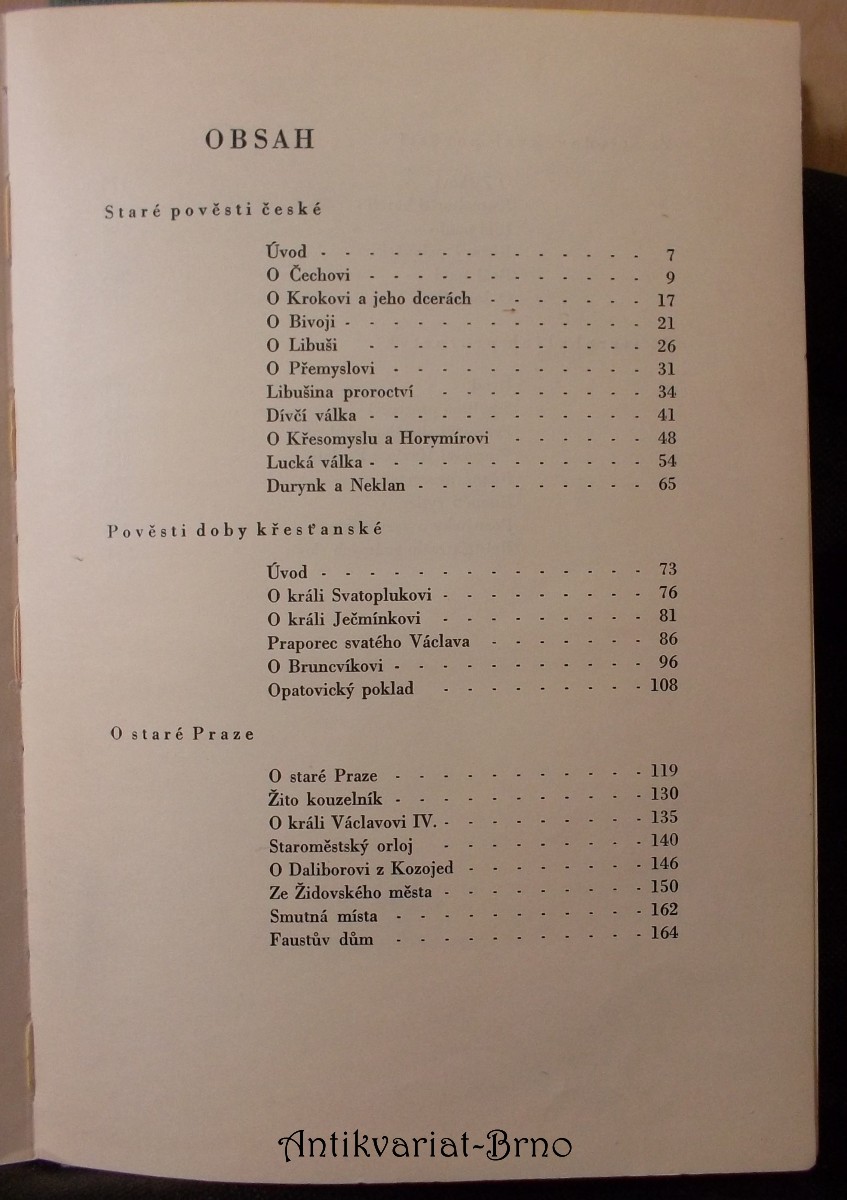 OBSAH
Staré pověsti české
Úvod - - - - - - - - - - - - - - 7
O Čechovi - - - - - - - - - - - - 9
O Krokovi a jeho dcerách - - - - - - - 17
O Bivoji - - - - - - - - - - - - - 21
O Libuši - - - - - - - - - - - - 26
O Přemyslovi - - - - - - - - - - - 31
Libušina proroctví - - - - - - - - - 34
Dívčí válka - - - - - - - - - - - - 41
O Křesomyslu a Horymírovi - - - - - - 48
Lucká válka - - - - - - - - - - - - 54
Durynk a Neklan - - - - - - - - - - 65
Pověsti doby křesťanské
Úvod - - - - - - - - - - - - - - 73
O králi Svatoplukovi - - - - - - - - - 76
O králi Ječmínkovi - - - - - - - - - 81
Praporec svatého Václava - - - - - - - 86
O Bruncvíkovi - - - - - - - - - - - 96
Opatovický poklad - - - - - - - - - 108
O staré Praze
O staré Praze - - - - - - - - - - - 119
Žito kouzelník - - - - - - - - - - - 130
O králi Václavovi IV. - - - - - - - - - 135
Staroměstský orloj - - - - - - - - - 140
O Daliborovi z Kozojed - - - - - - - - 146
Ze Židovského města - - - - - - - - - 150
Smutná místa - - - - - - - - - - - 162
Faustův dům - - - - - - - - - - - 164
Antikvariat-Brno